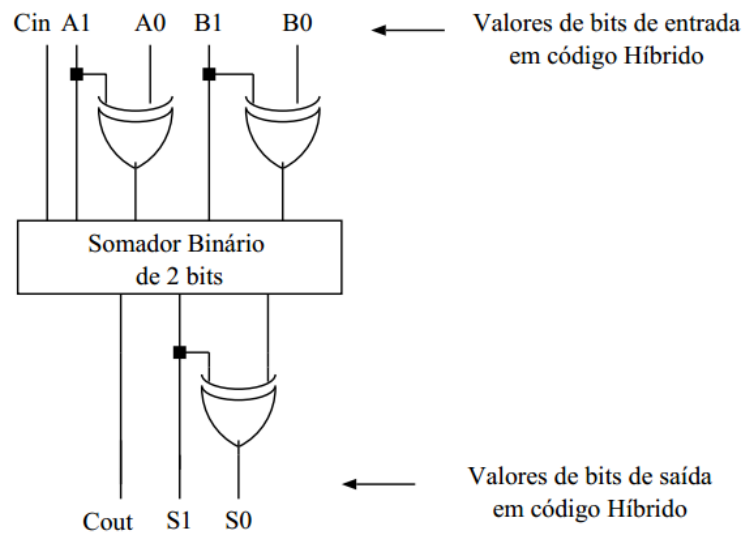 Cin A1 A0 B1 B0
Valores de bits de entrada
em código Híbrido
Somador Binário
de 2 bits
Valores de bits de saída
em código Híbrido
Cout S1 S0